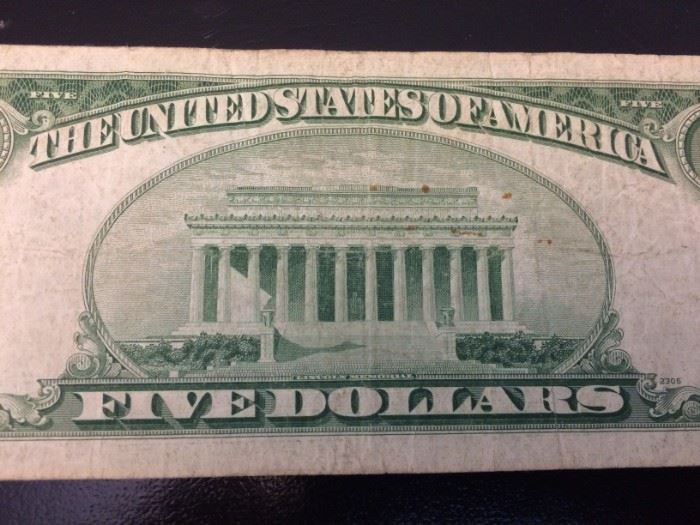 FIVE FIVE
THE UNITED STATES OF AMERICA
LINCOLN MEMORIAL
2305
FIVE DOLLARS